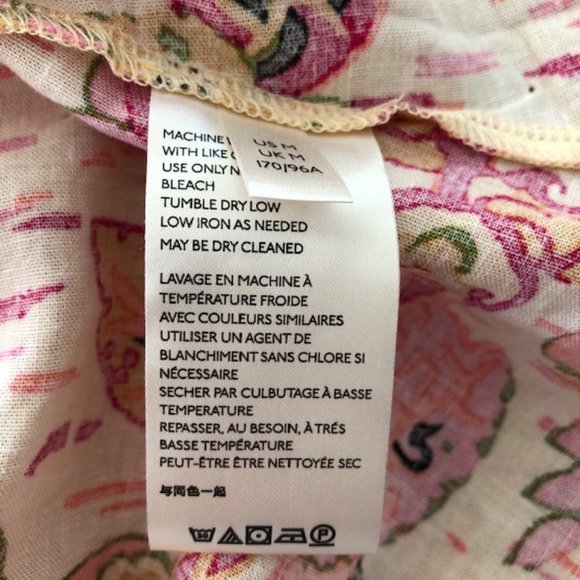 US M
UK M
170/96A
MACHINE
WITH LIKE
USE ONLY
BLEACH
TUMBLE DRY LOW
LOW IRON AS NEEDED
MAY BE DRY CLEANED
LAVAGE EN MACHINE À
TEMPÉRATURE FROIDE
AVEC COULEURS SIMILAIRES
UTILISER UN AGENT DE
BLANCHIMENT SANS CHLORE SI
NÉCESSAIRE
SECHER PAR CULBUTAGE À BASSE
TEMPERATURE
REPASSER, AU BESOIN, À TRÉS
BASSE TEMPÉRATURE
PEUT-ÊTRE ÊTRE NETTOYÉE SEC
与同色一起